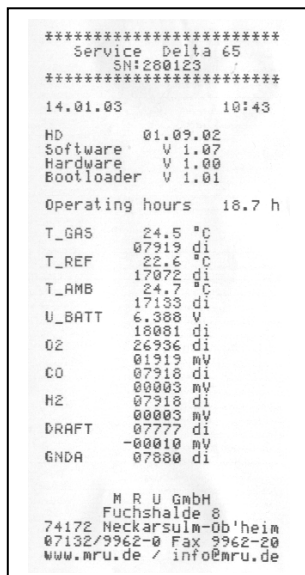 *************************
Service Delta 65
SN:280123
*************************
14.01.03 10:43
HD 01.09.02
Software V 1.07
Hardware V 1.00
Bootloader V 1.01
Operating hours 18.7 h
T_GAS 24.5 °C
07919 di
T_REF 22.6 °C
17072 di
T_AMB 24.7 °C
17133 di
U_BATT 6.388 V
18081 di
O2 26936 di
01919 mV
CO 07918 di
00003 mV
H2 07918 di
00003 mV
DRAFT 07777 di
-00010 mV
GNDA 07880 di
M R U GmbH
Fuchshalde 8
74172 Neckarsulm-Ob'heim
07132/9962-0 Fax 9962-20
www.mru.de / info@mru.de